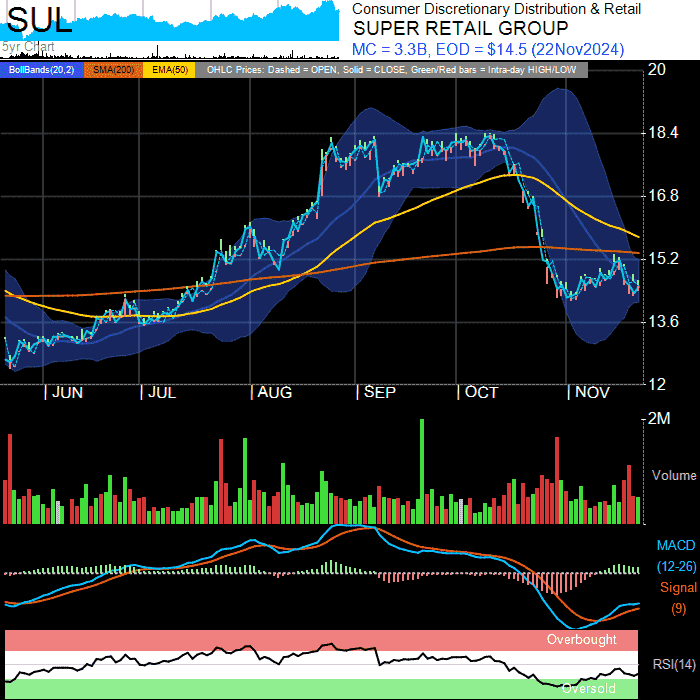 SUL
Consumer Discretionary Distribution & Retail
SUPER RETAIL GROUP
MC = 3.3B, EOD = $14.5 (22Nov2024)
5yr Chart
BollBands(20,2) SMA(200) EMA(50) OHLC Prices: Dashed = OPEN, Solid = CLOSE, Green/Red bars = Intra-day HIGH/LOW
20
18.4
16.8
15.2
13.6
12
JUN JUL AUG SEP OCT NOV
2M
Volume
MACD
(12-26)
Signal
(9)
Overbought
RSI(14)
Oversold